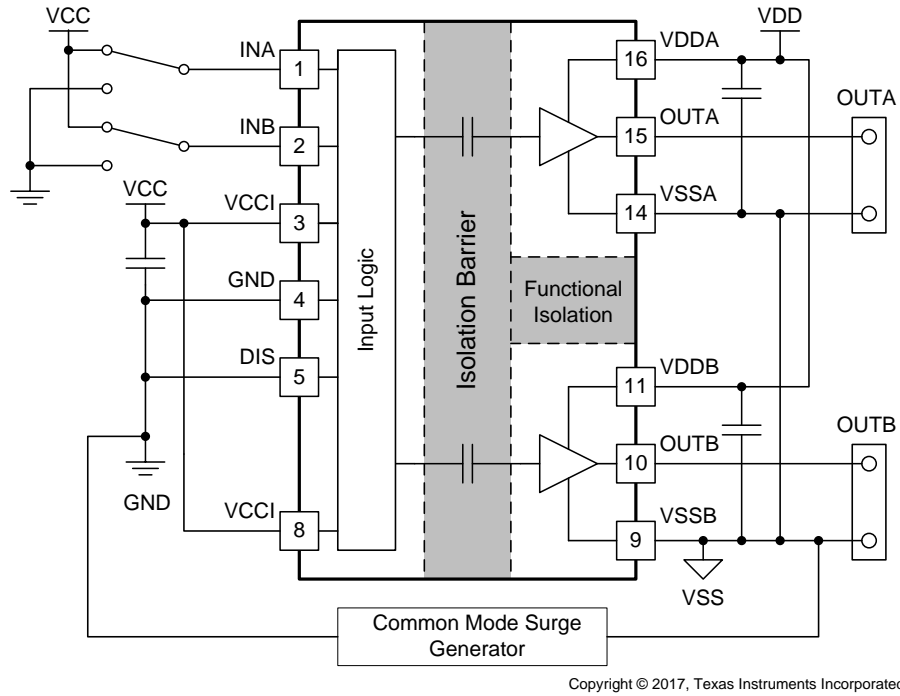 VCC
INA
1
INB
2
VCC
VCCI
3
GND
4
DIS
5
GND
VCCI
8
Input Logic
Isolation Barrier
Functional
Isolation
16
VDDA
VDD
15
OUTA
14
VSSA
OUTA
11
VDDB
10
OUTB
9
VSSB
OUTB
VSS
Common Mode Surge
Generator
Copyright © 2017, Texas Instruments Incorporated